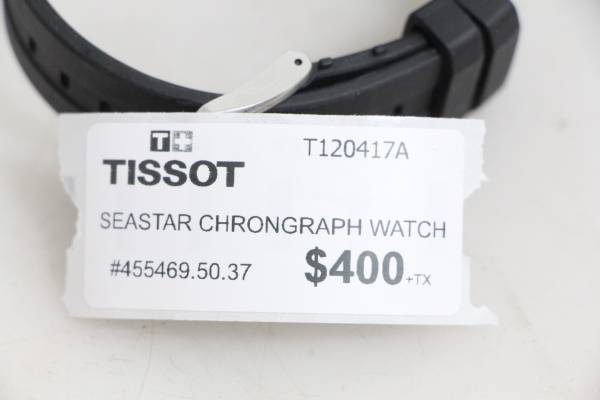 T+
TISSOT
T120417A
SEASTAR CHRONGRAPH WATCH
#455469.50.37
$400+TX